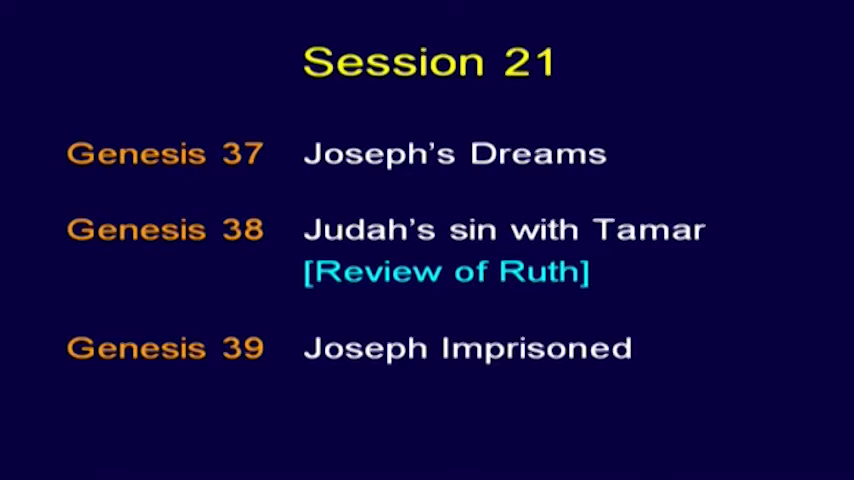 Session 21
Genesis 37 Joseph's Dreams
Genesis 38 Judah's sin with Tamar
[Review of Ruth]
Genesis 39 Joseph Imprisoned